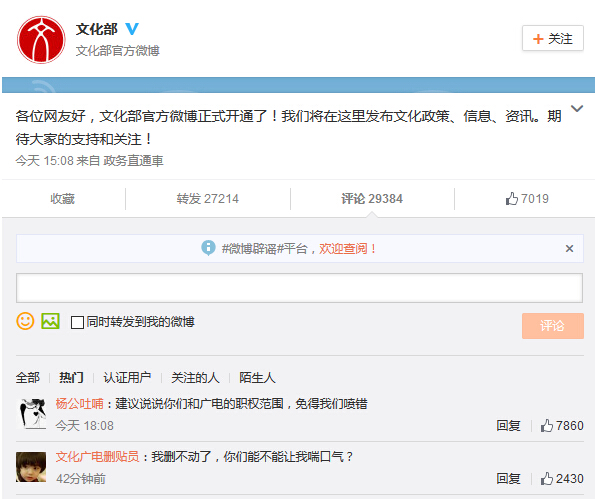 文化部
文化部官方微博
+ 关注
各位网友好，文化部官方微博正式开通了！我们将在这里发布文化政策、信息、资讯。期
待大家的支持和关注！
今天 15:08 来自 政务直通車
收藏 转发 27214 评论 29384 7019
#微博辟谣#平台，欢迎查阅！ ×
同时转发到我的微博 评论
全部 热门 认证用户 关注的人 陌生人
杨公吐哺：建议说说你们和广电的职权范围，免得我们喷错
今天 18:08 回复 7860
文化广电删贴员：我删不动了，你们能不能让我喘口气？
42分钟前 回复 2430